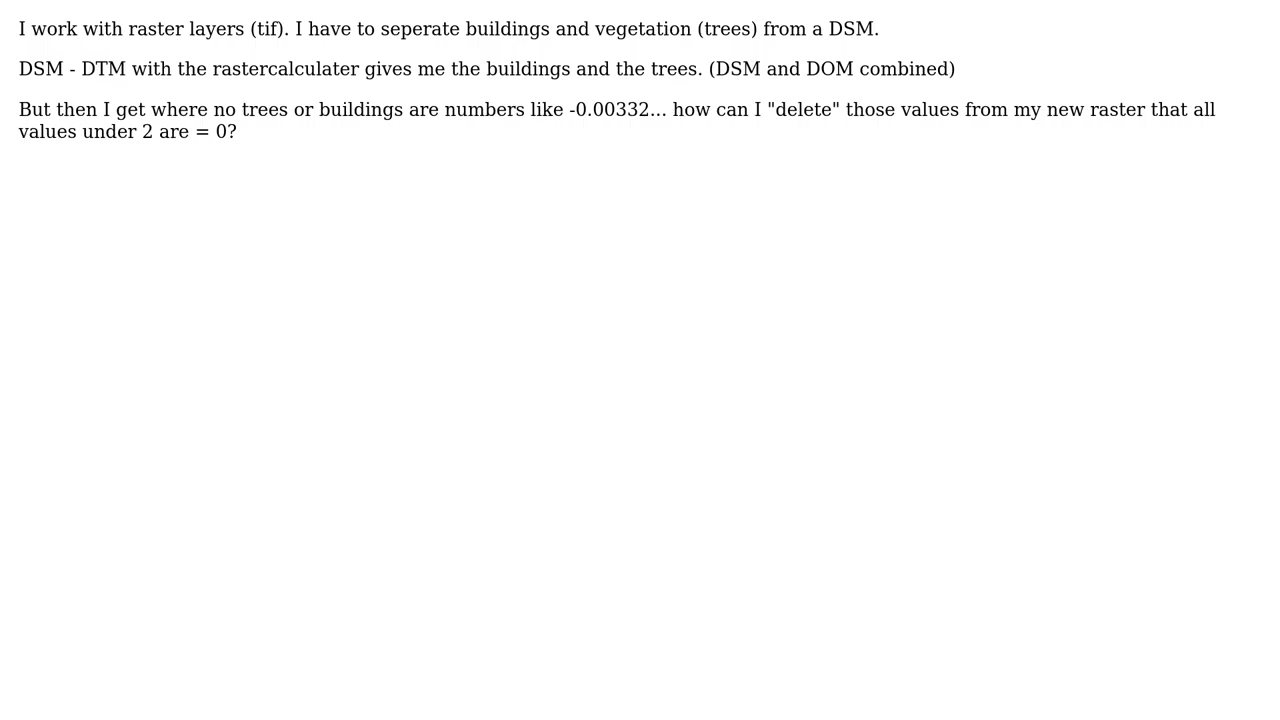 I work with raster layers (tif). I have to seperate buildings and vegetation (trees) from a DSM.
DSM - DTM with the rastercalculater gives me the buildings and the trees. (DSM and DOM combined)
But then I get where no trees or buildings are numbers like -0.00332... how can I "delete" those values from my new raster that all
values under 2 are = 0?